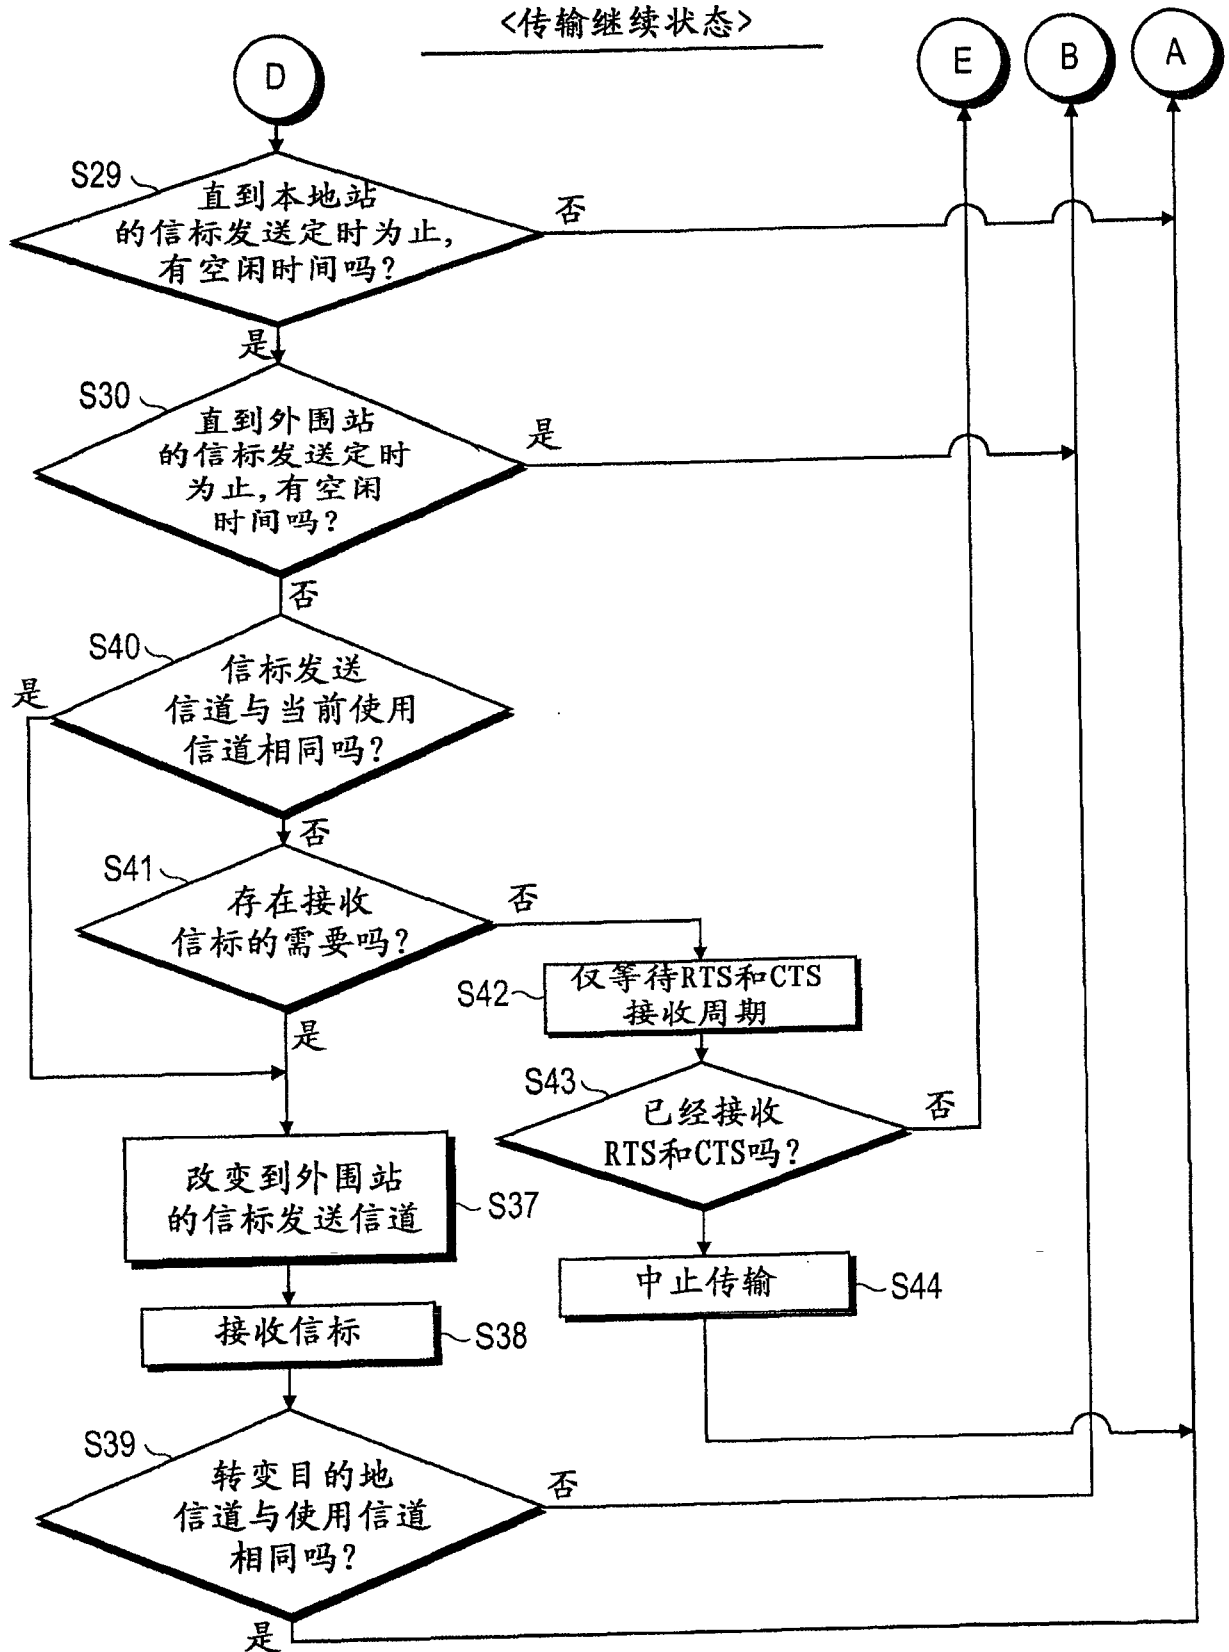 <传输继续状态>
D
E
B
A
S29
直到本地站
的信标发送定时为止,
有空闲时间吗?
否
是
S30
直到外围站
的信标发送定时
为止,有空闲
时间吗?
是
否
S40
信标发送
信道与当前使用
信道相同吗?
是
否
S41
存在接收
信标的需要吗?
否
是
S42
仅等待RTS和CTS
接收周期
S43
已经接收
RTS和CTS吗?
否
改变到外围站
的信标发送信道
S37
中止传输
S44
接收信标
S38
S39
转变目的地
信道与使用信道
相同吗?
否
是